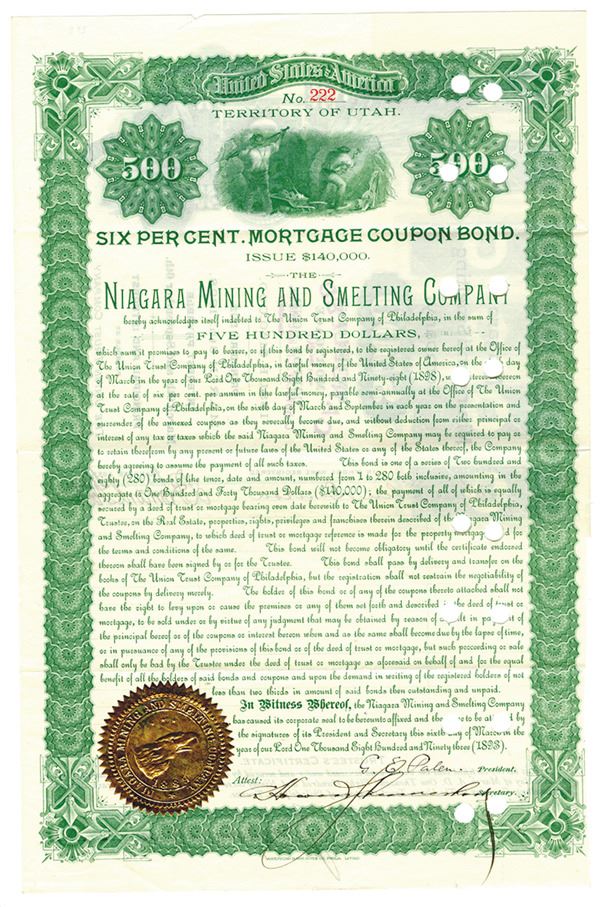 United States of America
No. 222
TERRITORY OF UTAH.
500
500
SIX PER CENT. MORTGAGE COUPON BOND.
ISSUE $140,000.
THE
NIAGARA MINING AND SMELTING COMPANY
hereby acknowledges itself indebted to The Union Trust Company of Philadelphia, in the sum of
FIVE HUNDRED DOLLARS,
which sum it promises to pay to bearer, or if this bond be registered, to the registered owner hereof at the Office of
The Union Trust Company of Philadelphia, in lawful money of the United States of America, on the day
of March in the year of our Lord One Thousand Eight Hundred and Ninety-eight (1898), thereon
at the rate of six per cent. per annum in like lawful money, payable semi-annually at the Office of The Union
Trust Company of Philadelphia, on the sixth day of March and September in each year on the presentation and
surrender of the annexed coupons as they severally become due, and without deduction from either principal or
interest of any tax or taxes which the said Niagara Mining and Smelting Company may be required to pay or
to retain therefrom by any present or future laws of the United States or any of the States thereof, the Company
hereby agreeing to assume the payment of all such taxes. This bond is one of a series of Two hundred and
eighty (280) bonds of like tenor, date and amount, numbered from 1 to 280 both inclusive, amounting in the
aggregate to One Hundred and Forty Thousand Dollars ($140,000); the payment of all of which is equally
secured by a deed of trust or mortgage bearing even date herewith to The Union Trust Company of Philadelphia,
Trustee, on the Real Estate, properties, rights, privileges and franchises therein described of the Niagara Mining
and Smelting Company, to which deed of trust or mortgage reference is made for the property and for
the terms and conditions of the same. This bond will not become obligatory until the certificate endorsed
thereon shall have been signed by or for the Trustee. This bond shall pass by delivery and transfer on the
books of The Union Trust Company of Philadelphia, but the registration shall not restrain the negotiability of
the coupons by delivery merely. The holder of this bond or of any of the coupons thereto attached shall not
have the right to levy upon or cause the premises or any of them set forth and described the deed of trust or
mortgage, to be sold under or by virtue of any judgment that may be obtained by reason of in of
the principal hereof or of the coupons or interest hereon when and as the same shall become due by the lapse of time,
or in pursuance of any of the provisions of this bond or of the deed of trust or mortgage, but such proceeding or sale
shall only be had by the Trustee under the deed of trust or mortgage as aforesaid on behalf of and for the equal
benefit of all the holders of said bonds and coupons and upon the demand in writing of the registered holders of not
less than two thirds in amount of said bonds then outstanding and unpaid.
In Witness Whereof, the Niagara Mining and Smelting Company
has caused its corporate seal to be hereunto affixed and to be by
the signatures of its President and Secretary this sixth day of March in the
year of our Lord One Thousand Eight Hundred and Ninety three (1893).
G. E. Palen President.
Attest:
Secretary.
NIAGARA MINING AND SMELTING COMPANY